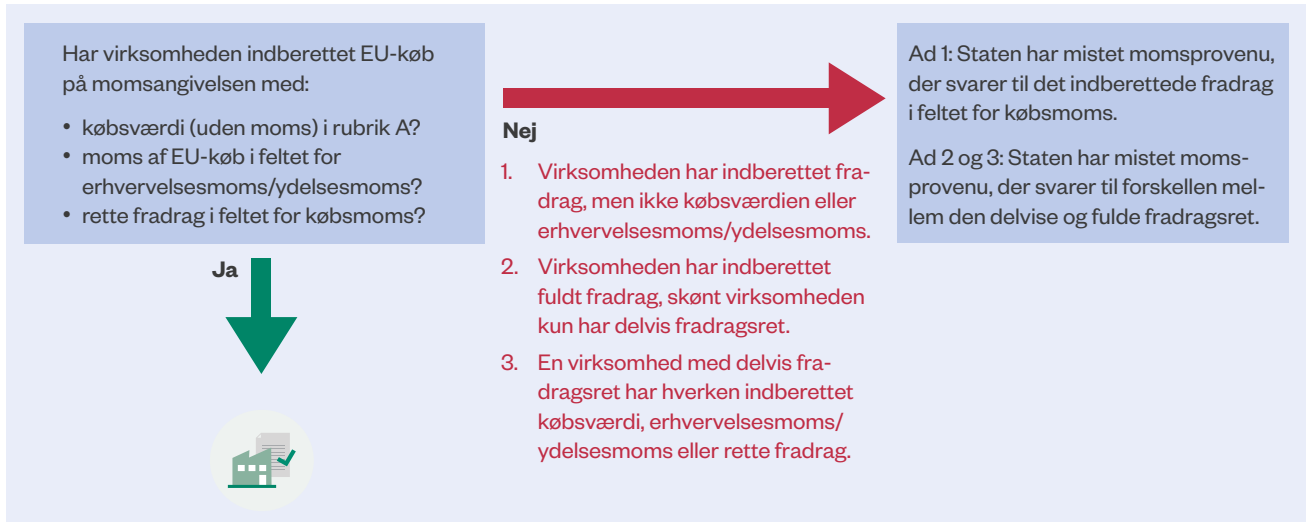 Har virksomheden indberettet EU-køb
på momsangivelsen med:
• købsværdi (uden moms) i rubrik A?
• moms af EU-køb i feltet for
erhvervelsesmoms/ydelsesmoms?
• rette fradrag i feltet for købsmoms?
Ja
Nej
1. Virksomheden har indberettet fra-
drag, men ikke købsværdien eller
erhvervelsesmoms/ydelsesmoms.
2. Virksomheden har indberettet
fuldt fradrag, skønt virksomheden
kun har delvis fradragsret.
3. En virksomhed med delvis fra-
dragsret har hverken indberettet
købsværdi, erhvervelsesmoms/
ydelsesmoms eller rette fradrag.
Ad 1: Staten har mistet momsprovenu,
der svarer til det indberettede fradrag
i feltet for købsmoms.
Ad 2 og 3: Staten har mistet moms-
provenu, der svarer til forskellen mel-
lem den delvise og fulde fradragsret.